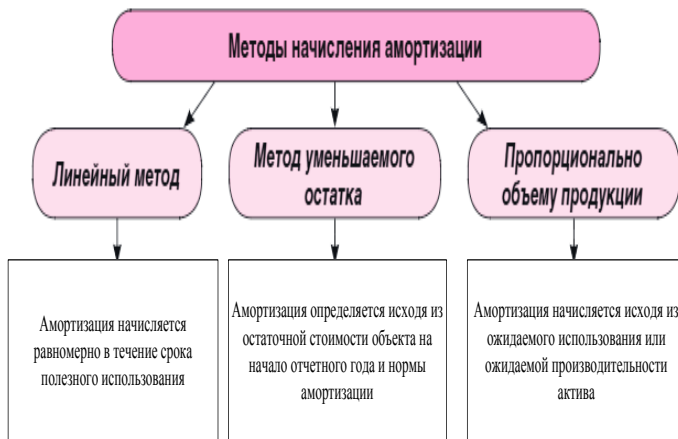 Методы начисления амортизации
Линейный метод
Метод уменьшаемого
остатка
Пропорционально
объему продукции
Амортизация начисляется
равномерно в течение срока
полезного использования
Амортизация определяется исходя из
остаточной стоимости объекта на
начало отчетного года и нормы
амортизации
Амортизация начисляется исходя из
ожидаемого использования или
ожидаемой производительности
актива